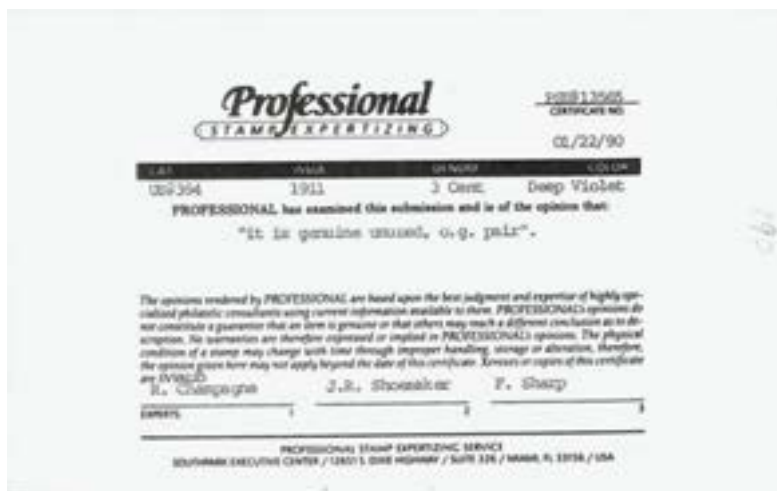 Professional
STAMP EXPERTIZING
CERTIFICATE NO.
01/22/90
CAT. ISSUE DENOM. COLOR
US#364 1911 3 Cent Deep Violet
PROFESSIONAL has examined this submission and is of the opinion that:
"it is genuine unused, o.g. pair".
The opinions rendered by PROFESSIONAL are based upon the best judgment and expertise of highly spe-
cialized philatelic consultants using current information available to them. PROFESSIONAL's opinions do
not constitute a guarantee that an item is genuine or that others may reach a different conclusion as to de-
scription. No warranties are therefore expressed or implied in PROFESSIONAL's opinions. The physical
condition of a stamp may change with time through improper handling, storage or alteration, therefore,
the opinion given here may not apply beyond the date of this certificate. Xeroxes or copies of this certificate
are INVALID
R. Champagne J.R. Shoemaker F. Sharp
EXPERTS: 1 2 3
PROFESSIONAL STAMP EXPERTIZING SERVICE
SOUTHPARK EXECUTIVE CENTER / 12651 S. DIXIE HIGHWAY / SUITE 326 / MIAMI, FL 33156 / USA